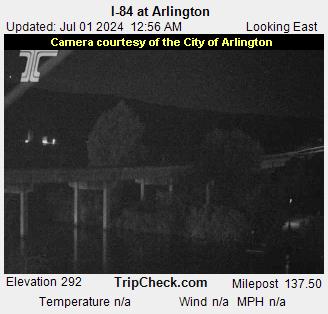 I-84 at Arlington
Updated: Jul 01 2024 12:56 AM Looking East
Camera courtesy of the City of Arlington
Elevation 292 TripCheck.com Milepost 137.50
Temperature n/a Wind n/a MPH n/a